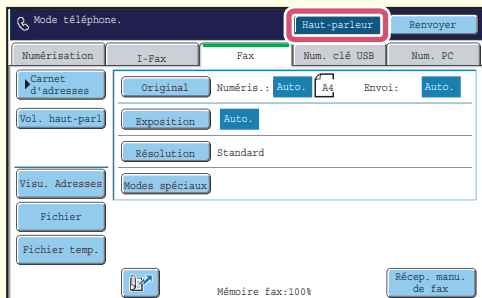 Mode téléphone.
Haut-parleur
Renvoyer
Numérisation
I-Fax
Fax
Num. clé USB
Num. PC
Carnet
d'adresses
Original
Numéris.: Auto. A4 Envoi: Auto.
Vol. haut-parl
Exposition
Auto.
Résolution
Standard
Visu. Adresses
Modes spéciaux
Fichier
Fichier temp.
Mémoire fax:100%
Récep. manu.
de fax